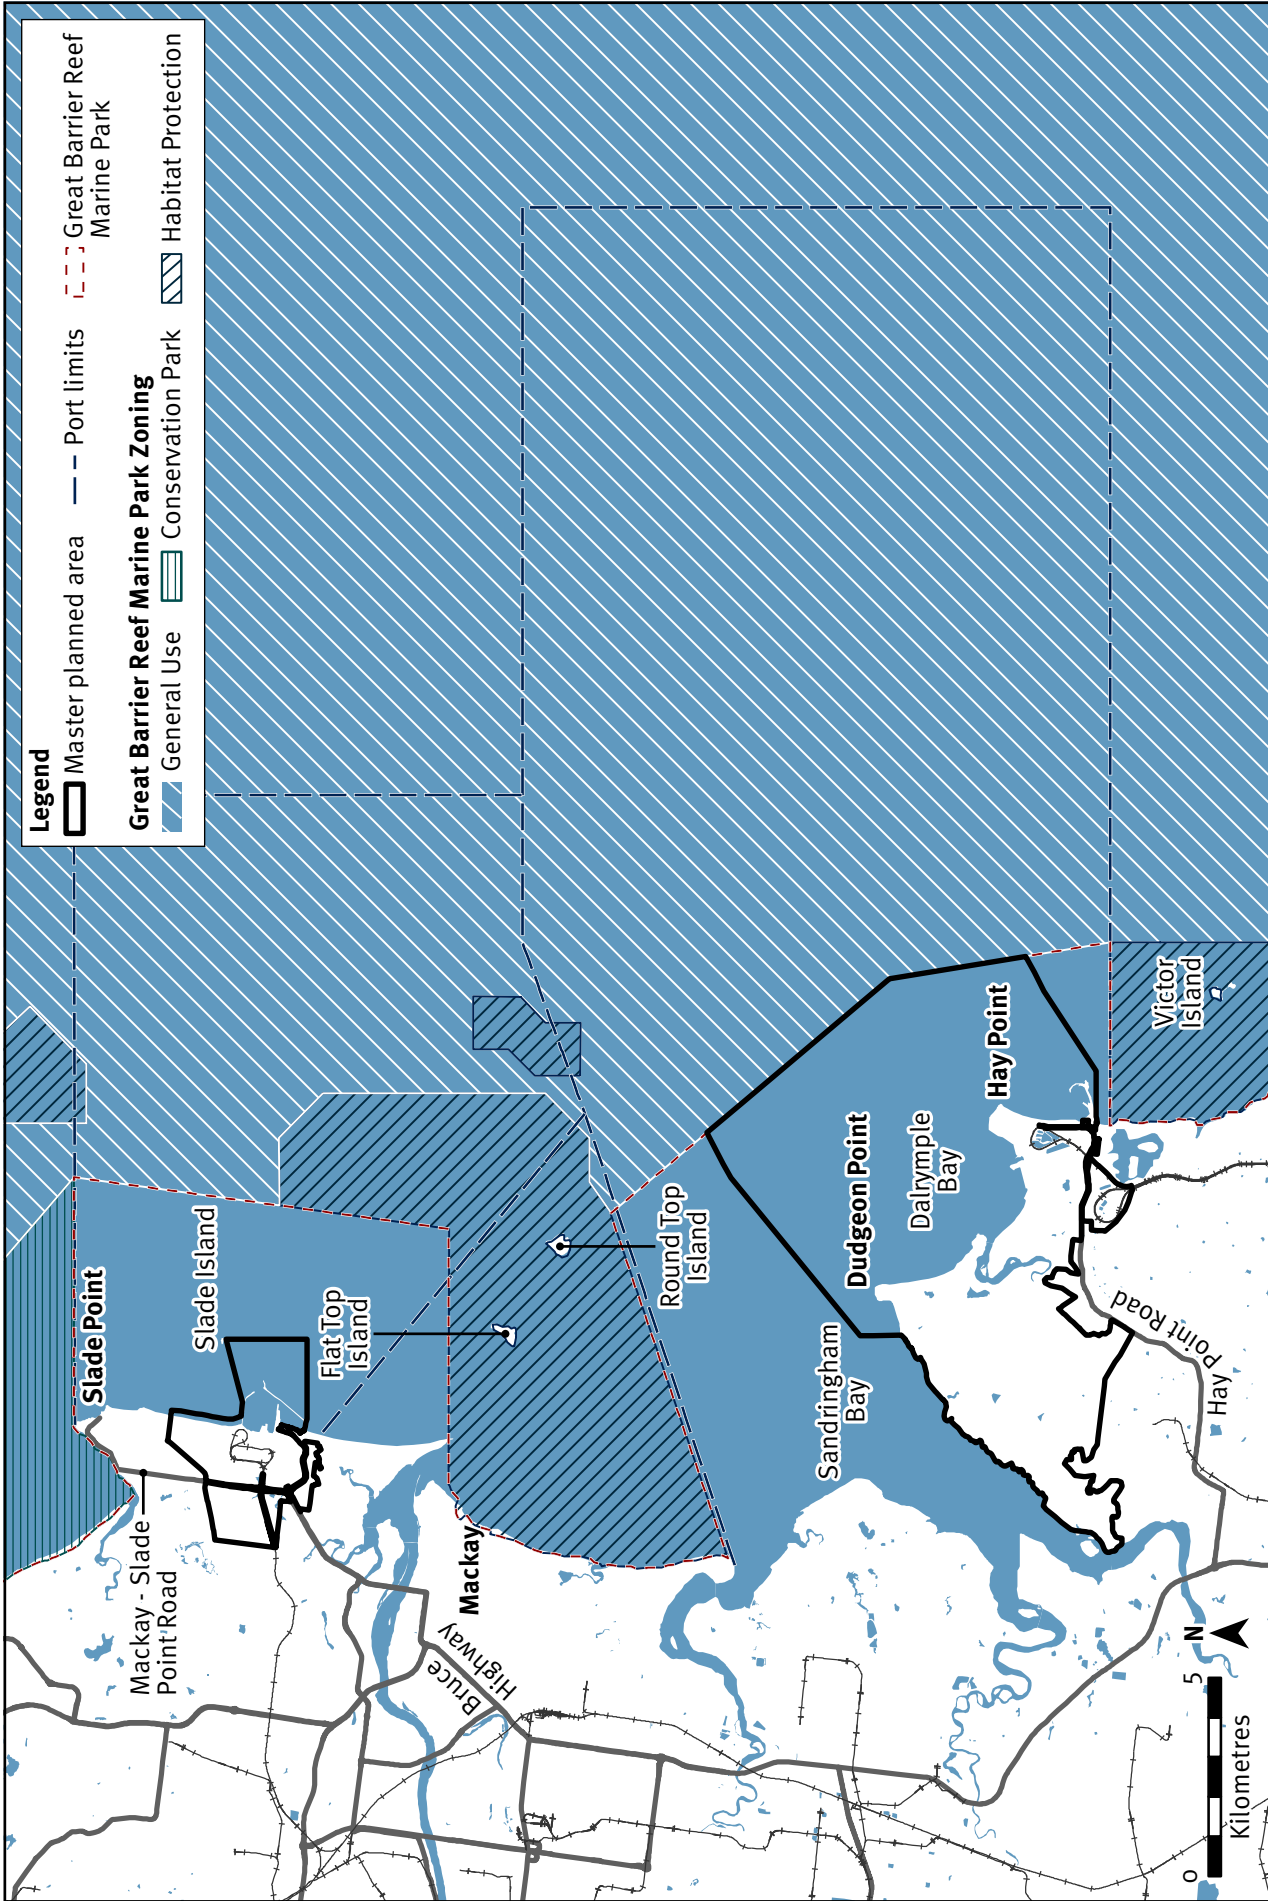 Legend
Master planned area
Port limits
Great Barrier Reef
Marine Park
Great Barrier Reef Marine Park Zoning
General Use
Conservation Park
Habitat Protection
Slade Point
Mackay - Slade
Point Road
Slade Island
Flat Top
Island
Mackay
Bruce
Highway
Round Top
Island
Sandringham
Bay
Dudgeon Point
Dalrymple
Bay
Hay Point
Victor
Island
Hay Point Road
Hay
N
0
5
Kilometres